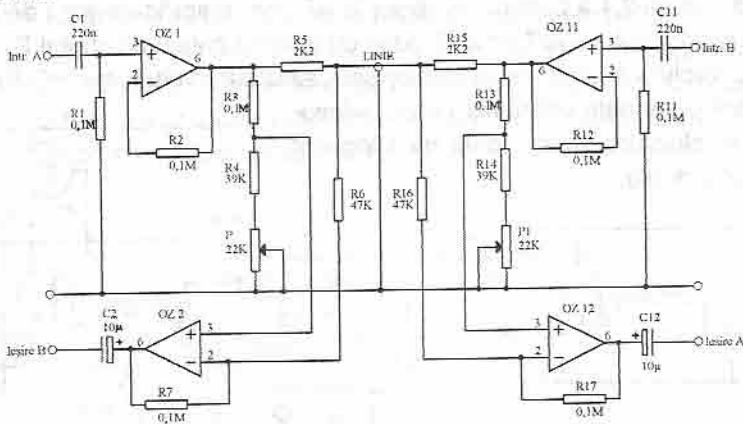 C1
220n
Intr. A
OZ 1
3
2
6
R1
0,1M
R2
0,1M
R3
0,1M
R4
39K
P
22K
R5
2K2
LINIE
R15
2K2
R6
47K
R16
47K
R13
0,1M
R14
39K
P1
22K
OZ 11
3
2
6
R12
0,1M
R11
0,1M
C11
220n
Intr. B
Ieşire B
C2
10µ
+
OZ 2
6
3
2
R7
0,1M
OZ 12
3
2
6
R17
0,1M
C12
+
10µ
Ieşire A